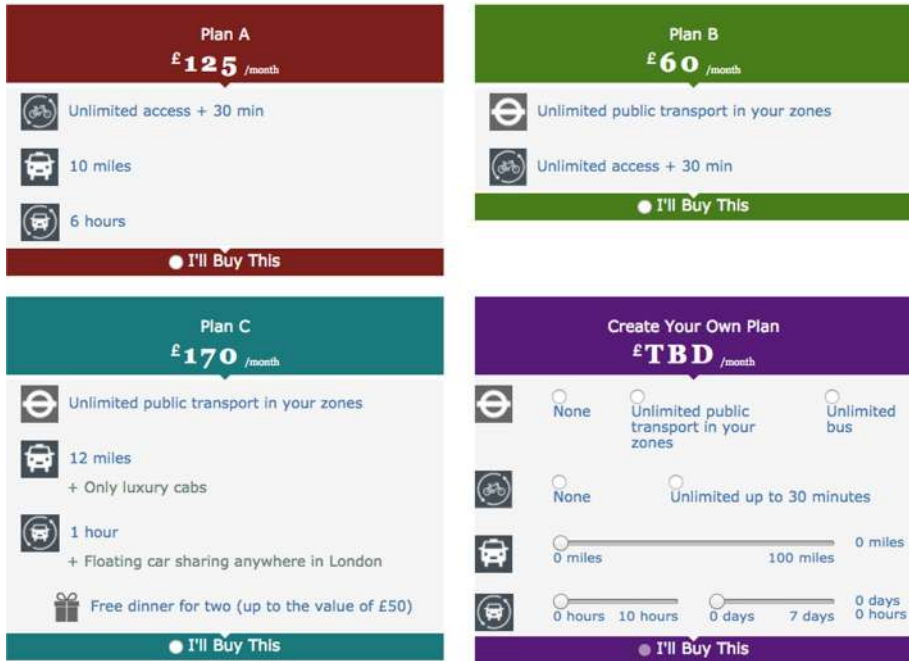 Plan A
£125 /month
Unlimited access + 30 min
10 miles
6 hours
I'll Buy This
Plan B
£60 /month
Unlimited public transport in your zones
Unlimited access + 30 min
I'll Buy This
Plan C
£170 /month
Unlimited public transport in your zones
12 miles
+ Only luxury cabs
1 hour
+ Floating car sharing anywhere in London
Free dinner for two (up to the value of £50)
I'll Buy This
Create Your Own Plan
£TBD /month
None
Unlimited public
transport in your
zones
Unlimited
bus
None
Unlimited up to 30 minutes
0 miles
100 miles
0 miles
0 hours
10 hours
0 days
7 days
0 days
0 hours
I'll Buy This